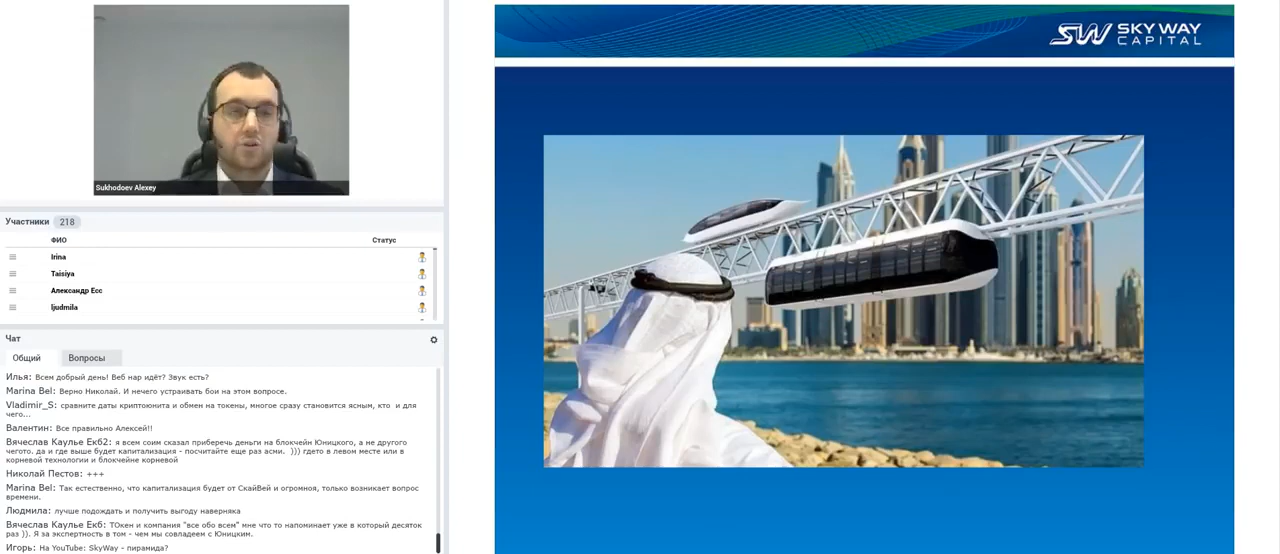 Sukhodoev Alexey
Участники 218
ФИО Статус
Irina
Taisiya
Александр Есс
ljudmila
Чат
Общий Вопросы
Илья: Всем добрый день! Веб нар идёт? Звук есть?
Marina Bel: Верно Николай. И нечего устраивать бои на этом вопросе.
Vladimir_S: сравните даты криптоюнита и обмен на токены, многое сразу становится ясным, кто и для
чего...
Валентин: Все правильно Алексей!!
Вячеслав Каулье Екб2: я всем соим сказал приберечь деньги на блокчейн Юницкого, а не другого
чегото. да и где выше будет капитализация - посчитайте еще раз асми. ))) гдето в левом месте или в
корневой технологии и блокчейне корневой
Николай Пестов: +++
Marina Bel: Так естественно, что капитализация будет от СкайВей и огромноя, только возникает вопрос
времени.
Людмила: лучше подождать и получить выгоду наверняка
Вячеслав Каулье Екб: ТОкен и компания "все обо всем" мне что то напоминает уже в который десяток
раз )). Я за экспертность в том - чем мы совладеем с Юницким.
Игорь: На YouTube: SkyWay - пирамида?
SW SKY WAY
CAPITAL